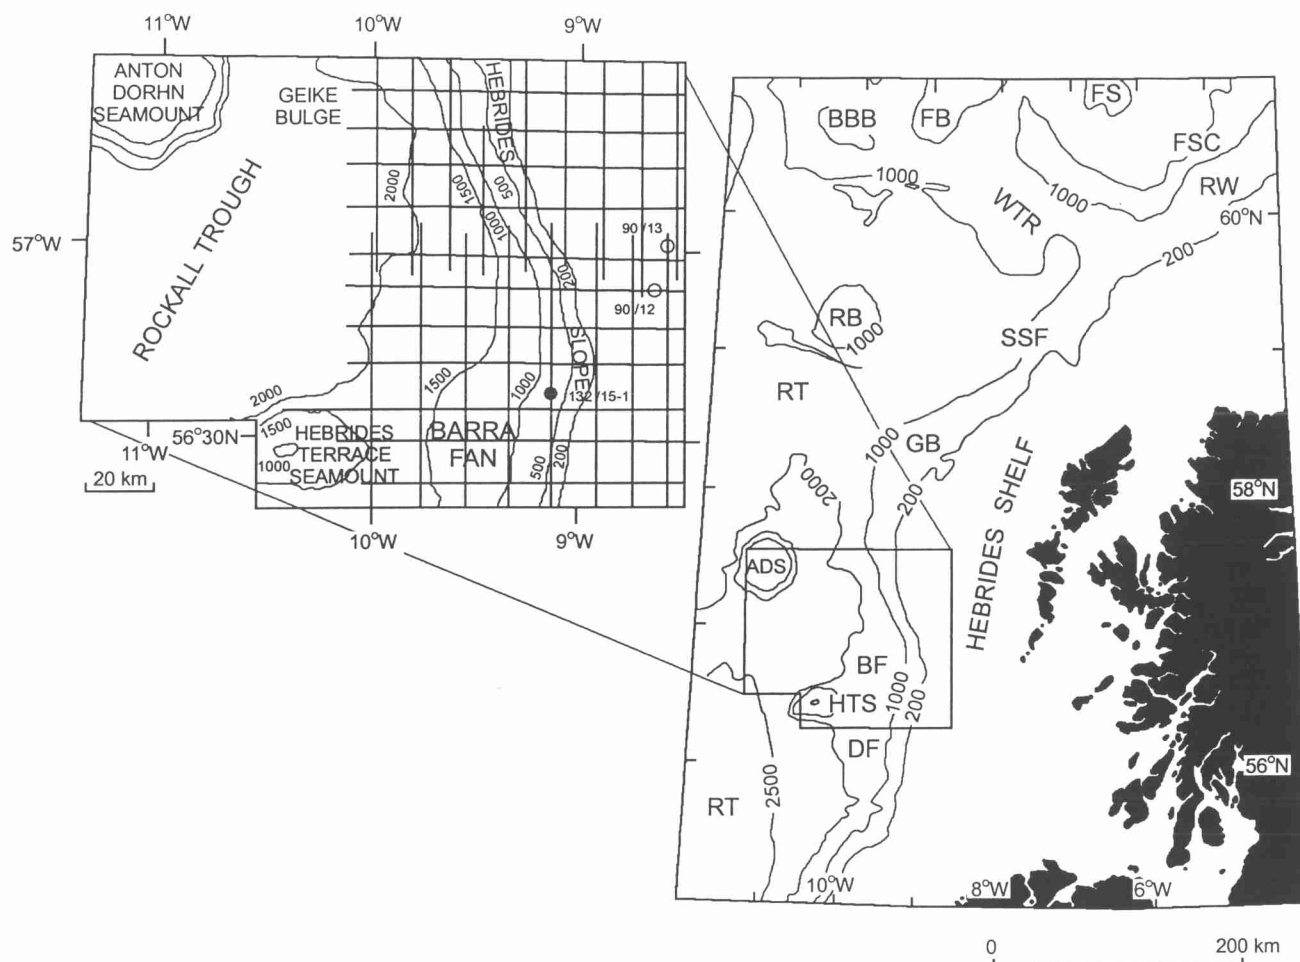 11°W
10°W
9°W
ANTON
DORHN
SEAMOUNT
GEIKE
BULGE
HEBRIDES
SLOPE
ROCKALL TROUGH
2000
1500
1000
500
200
57°W
90/13
90/12
132/15-1
2000
1500
1000
1500
1000
500
200
56°30N
11°W
HEBRIDES
TERRACE
SEAMOUNT
BARRA
FAN
20 km
10°W
9°W
BBB
FB
FS
FSC
RW
1000
1000
WTR
60°N
200
RB
1000
SSF
RT
1000
GB
2000
200
HEBRIDES SHELF
58°N
ADS
BF
HTS
1000
200
DF
56°N
2500
RT
10°W
8°W
6°W
0
200 km